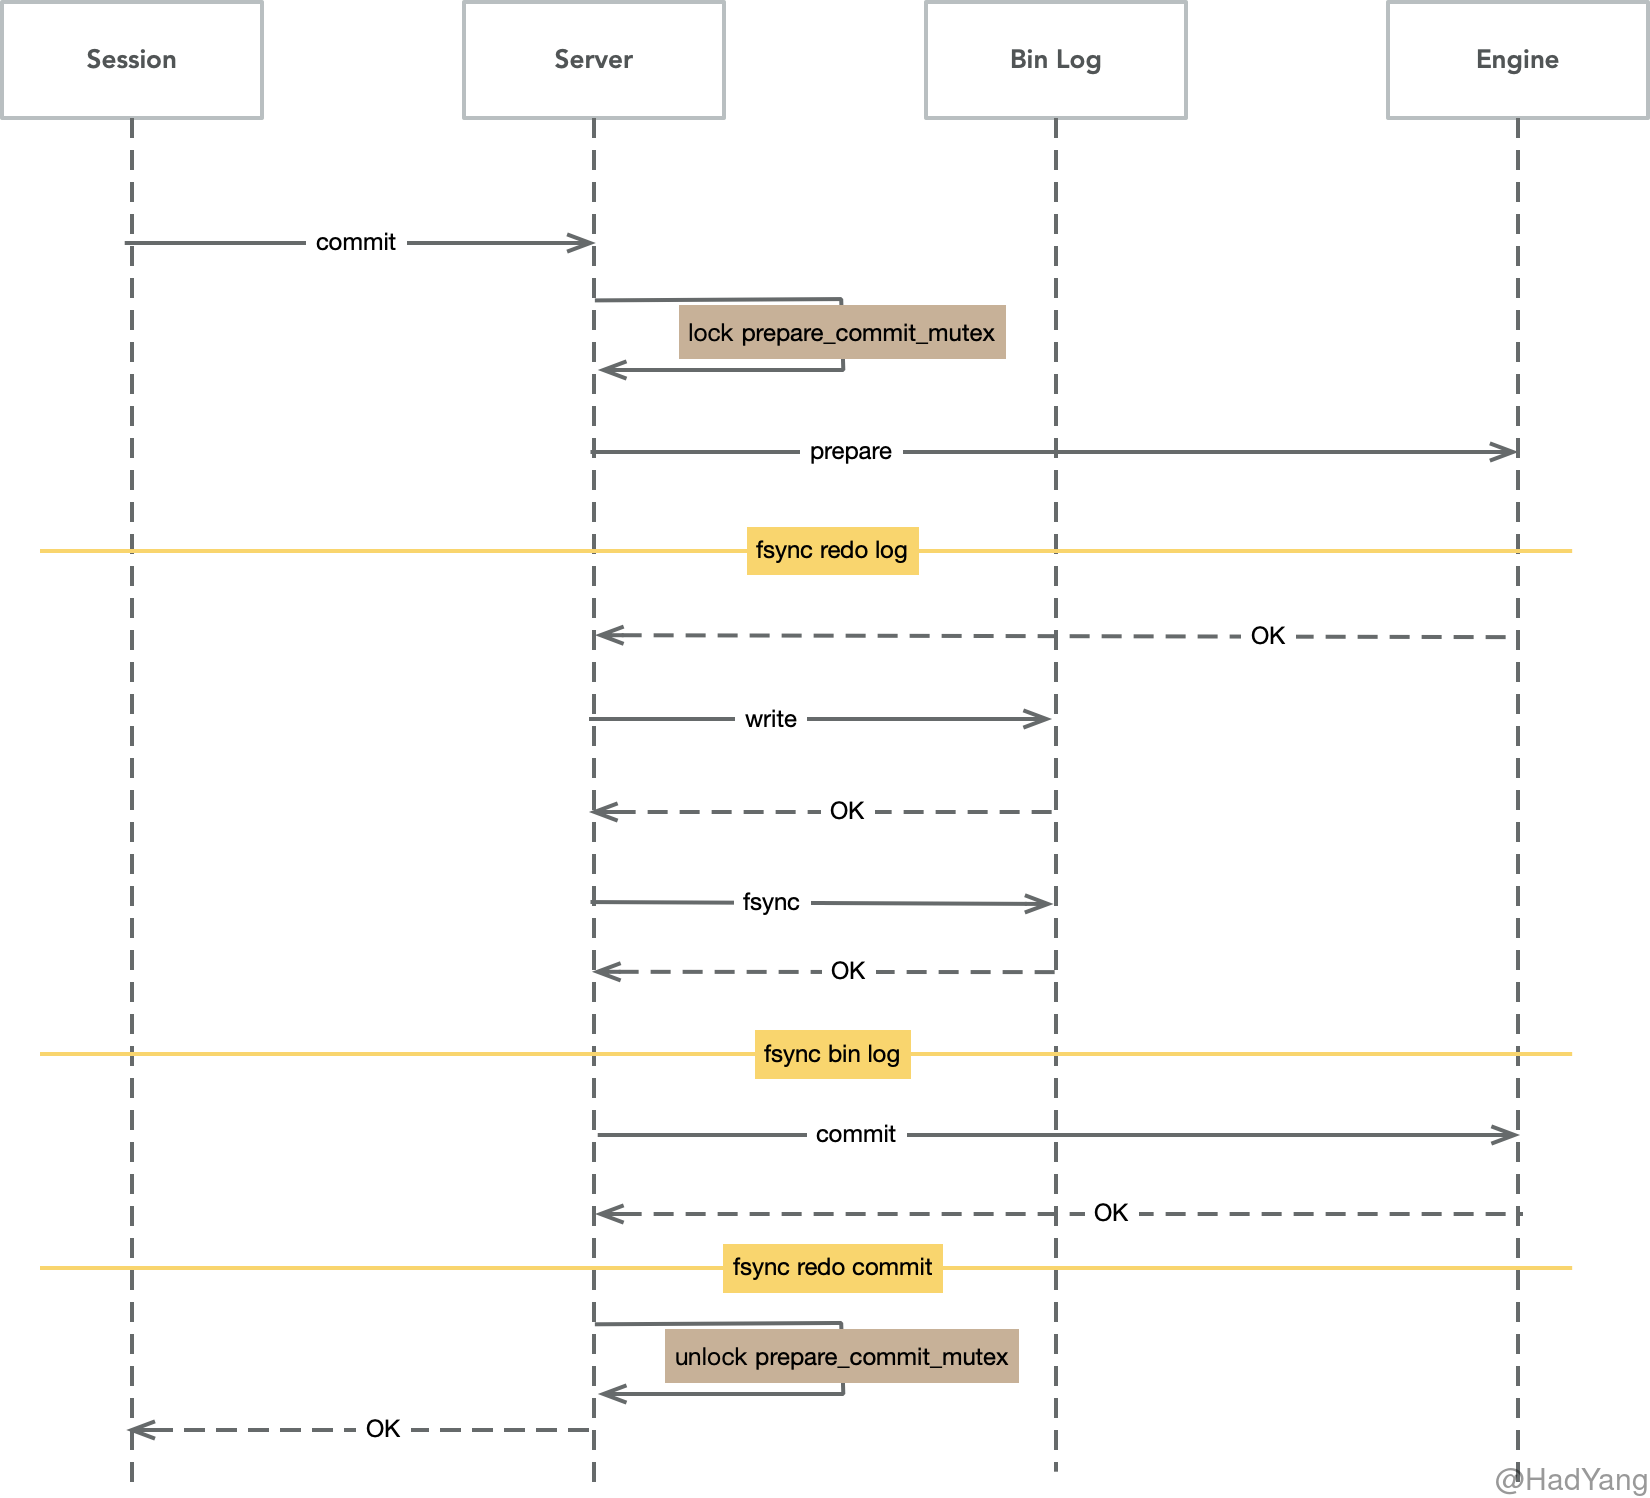 Session
Server
Bin Log
Engine
commit
lock prepare_commit_mutex
prepare
fsync redo log
OK
write
OK
fsync
OK
fsync bin log
commit
OK
fsync redo commit
unlock prepare_commit_mutex
OK
@HadYang